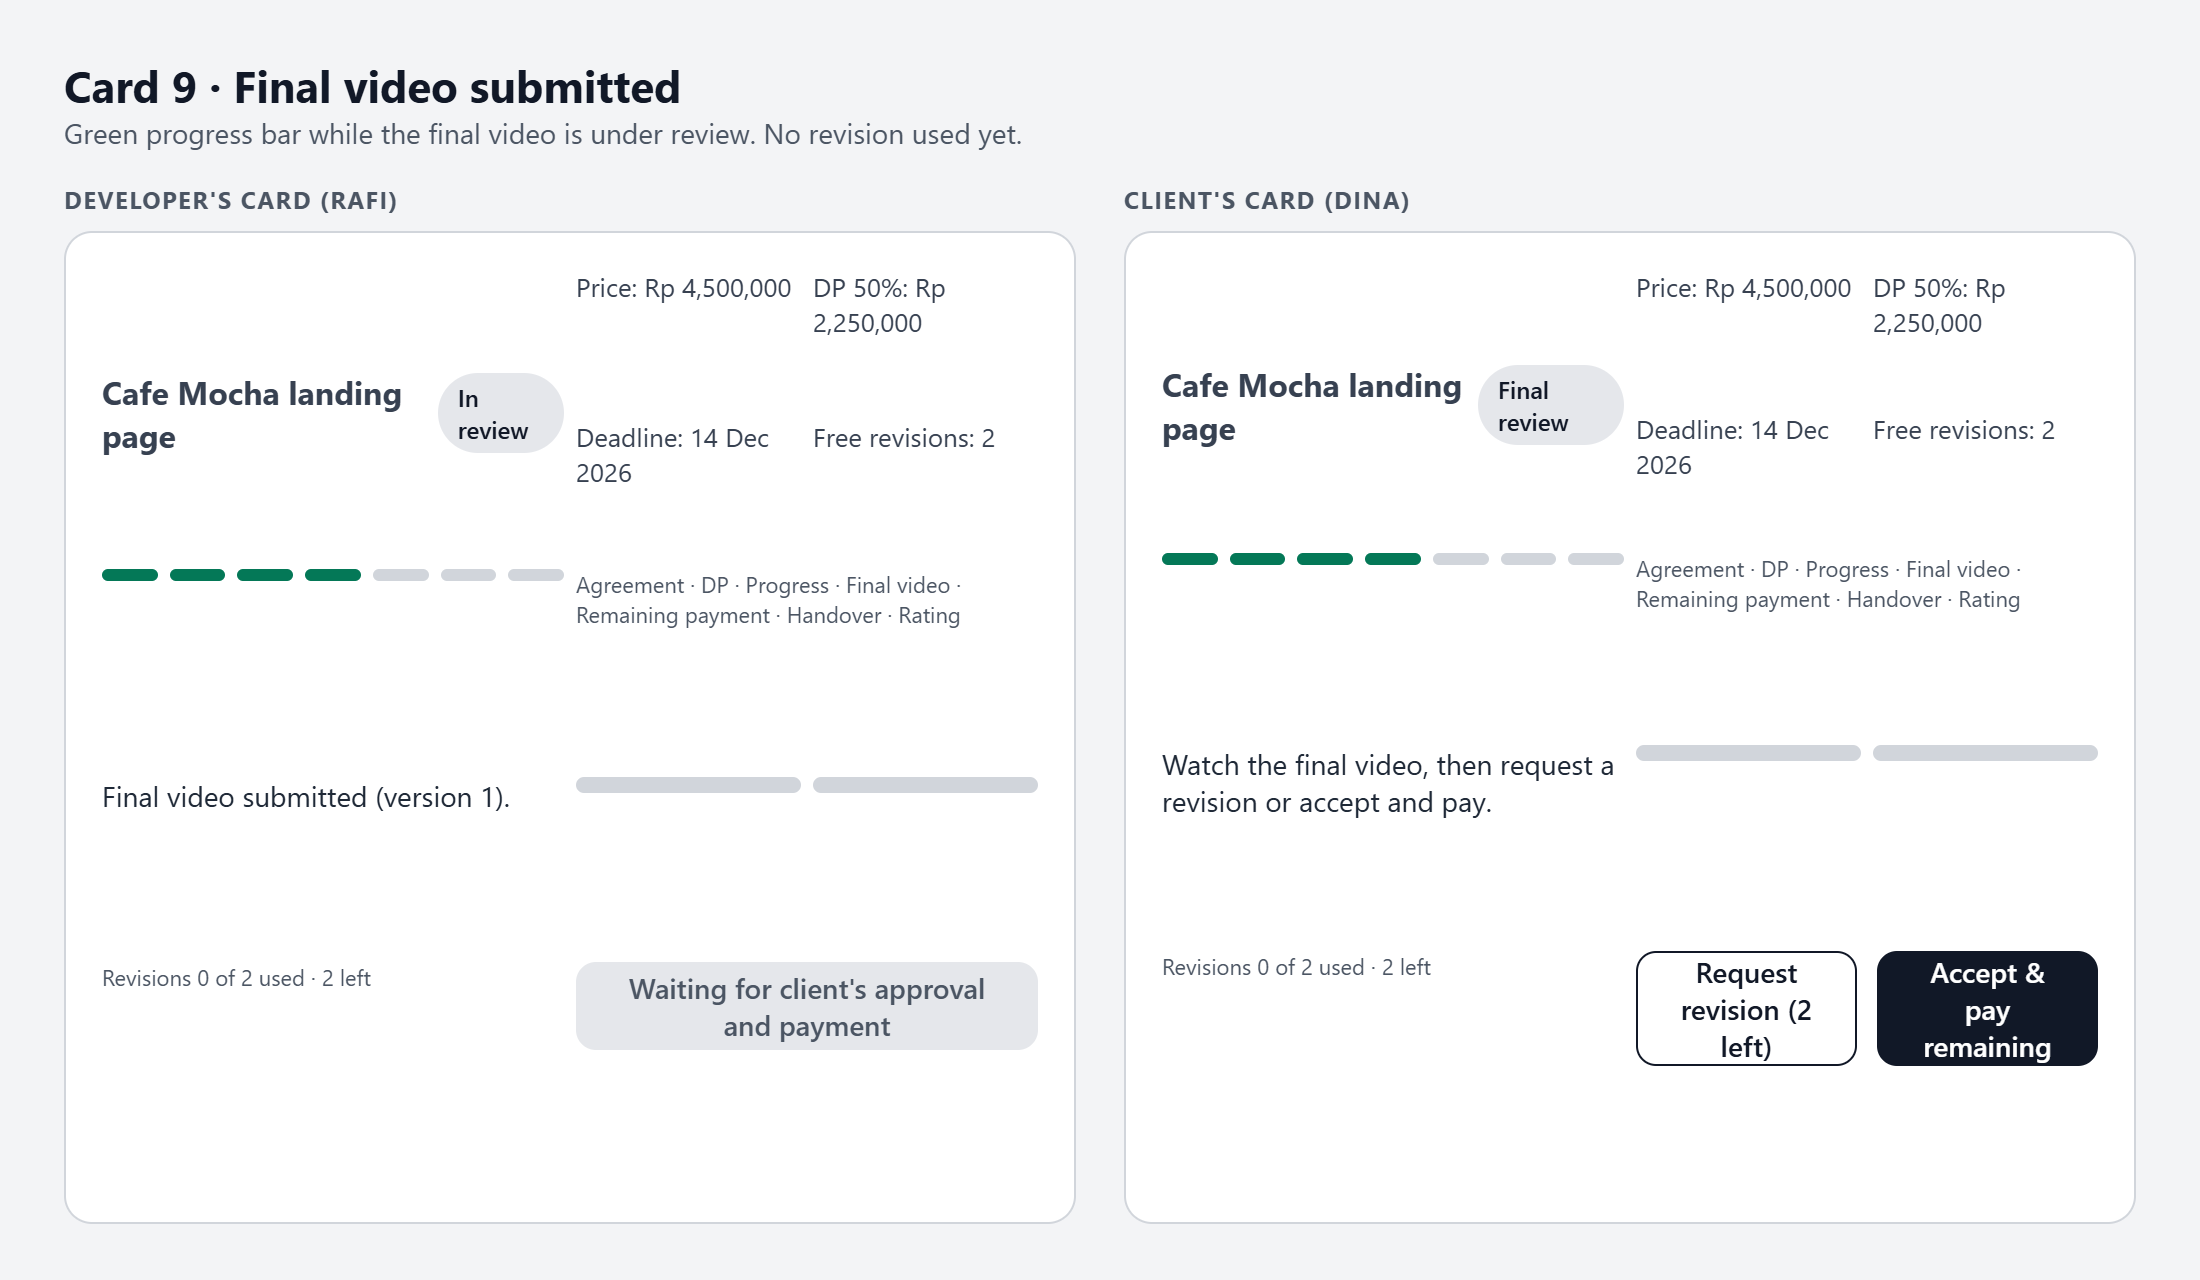 Card 9 · Final video submitted
Green progress bar while the final video is under review. No revision used yet.
DEVELOPER'S CARD (RAFI)
Price: Rp 4,500,000
DP 50%: Rp
2,250,000
Cafe Mocha landing
page
In
review
Deadline: 14 Dec
2026
Free revisions: 2
Agreement · DP · Progress · Final video ·
Remaining payment · Handover · Rating
Final video submitted (version 1).
Revisions 0 of 2 used · 2 left
Waiting for client's approval
and payment
CLIENT'S CARD (DINA)
Price: Rp 4,500,000
DP 50%: Rp
2,250,000
Cafe Mocha landing
page
Final
review
Deadline: 14 Dec
2026
Free revisions: 2
Agreement · DP · Progress · Final video ·
Remaining payment · Handover · Rating
Watch the final video, then request a
revision or accept and pay.
Revisions 0 of 2 used · 2 left
Request
revision (2
left)
Accept &
pay
remaining